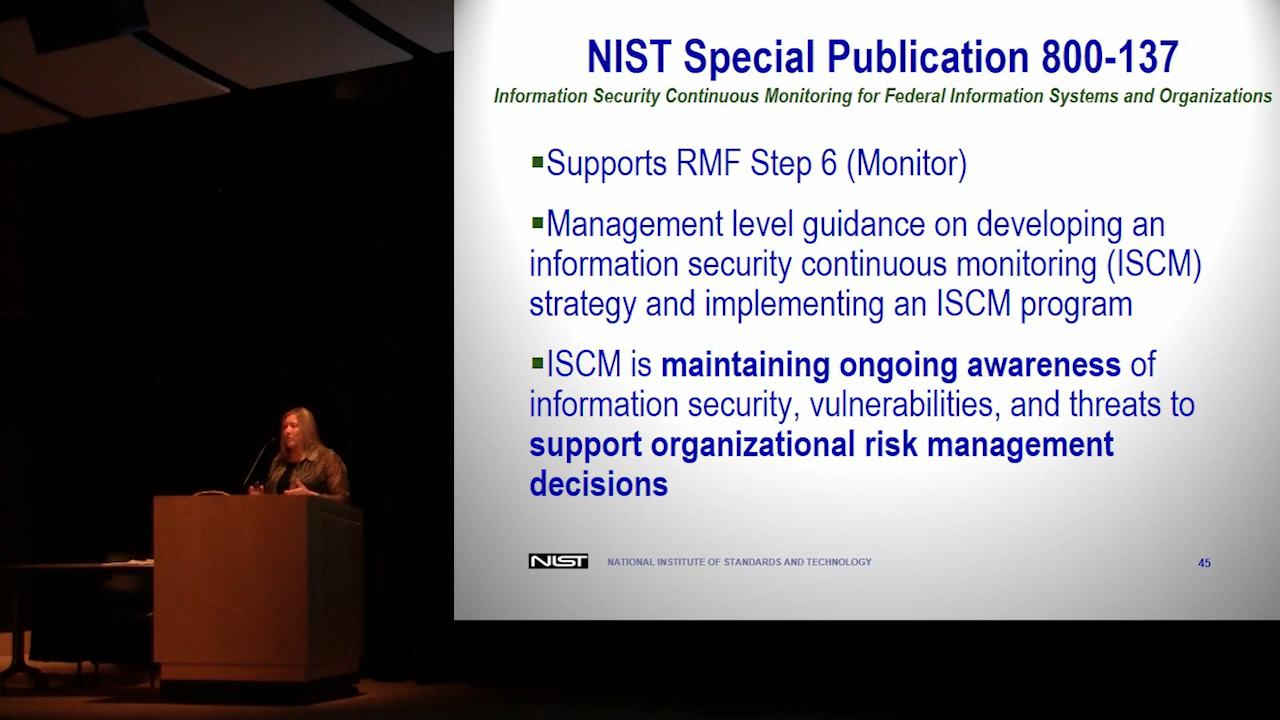 NIST Special Publication 800-137
Information Security Continuous Monitoring for Federal Information Systems and Organizations
▪Supports RMF Step 6 (Monitor)
▪Management level guidance on developing an
information security continuous monitoring (ISCM)
strategy and implementing an ISCM program
▪ISCM is maintaining ongoing awareness of
information security, vulnerabilities, and threats to
support organizational risk management
decisions
NIST NATIONAL INSTITUTE OF STANDARDS AND TECHNOLOGY 45